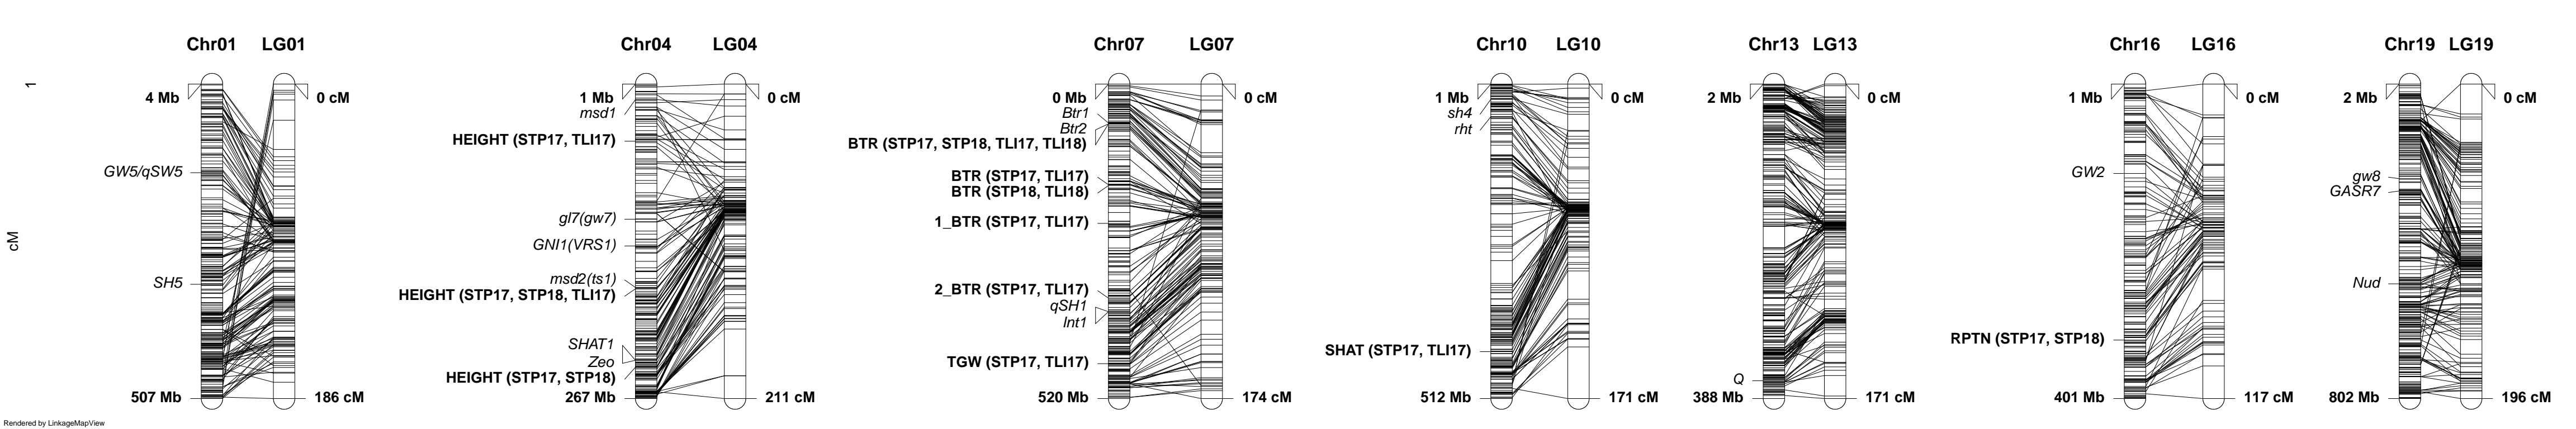 Chr01 LG01
4 Mb 0 cM
GW5/qSW5
SH5
507 Mb 186 cM
Chr04 LG04
1 Mb 0 cM
msd1
HEIGHT (STP17, TLI17)
gl7(gw7)
GNI1(VRS1)
msd2(ts1)
HEIGHT (STP17, STP18, TLI17)
SHAT1
Zeo
HEIGHT (STP17, STP18)
267 Mb 211 cM
Chr07 LG07
0 Mb 0 cM
Btr1
Btr2
BTR (STP17, STP18, TLI17, TLI18)
BTR (STP17, TLI17)
BTR (STP18, TLI18)
1_BTR (STP17, TLI17)
2_BTR (STP17, TLI17)
qSH1
Int1
TGW (STP17, TLI17)
520 Mb 174 cM
Chr10 LG10
1 Mb 0 cM
sh4
rht
SHAT (STP17, TLI17)
512 Mb 171 cM
Chr13 LG13
2 Mb 0 cM
Q
388 Mb 171 cM
Chr16 LG16
1 Mb 0 cM
GW2
RPTN (STP17, STP18)
401 Mb 117 cM
Chr19 LG19
2 Mb 0 cM
gw8
GASR7
Nud
802 Mb 196 cM
1
cM
Rendered by LinkageMapView